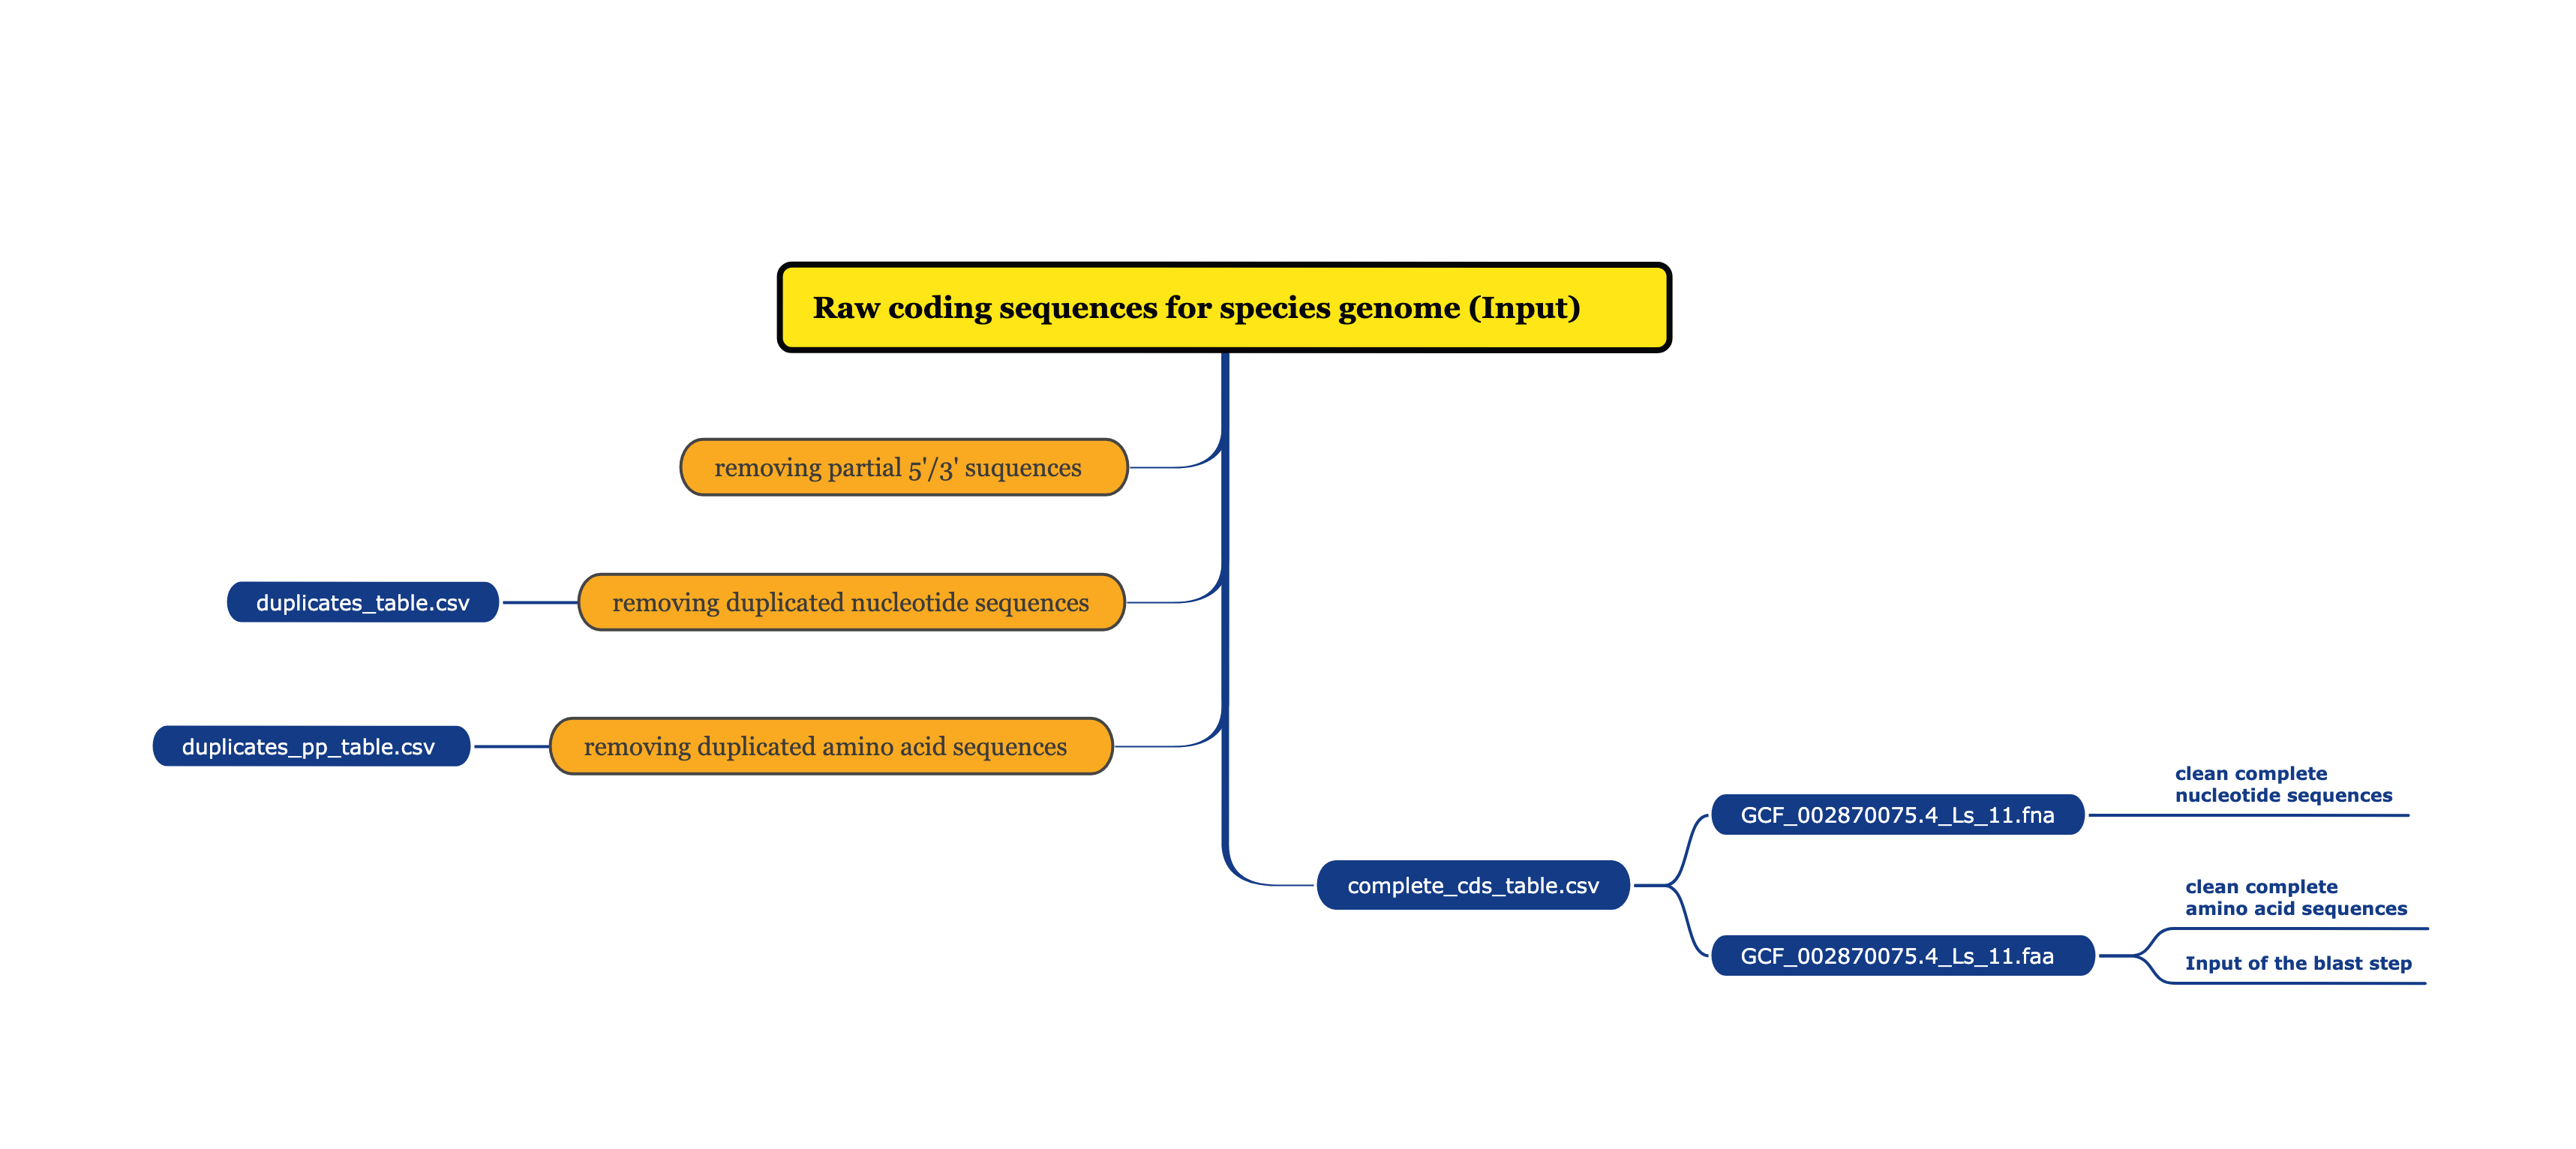 Raw coding sequences for species genome (Input)
removing partial 5'/3' suquences
duplicates_table.csv
removing duplicated nucleotide sequences
duplicates_pp_table.csv
removing duplicated amino acid sequences
complete_cds_table.csv
GCF_002870075.4_Ls_11.fna
clean complete
nucleotide sequences
GCF_002870075.4_Ls_11.faa
clean complete
amino acid sequences
Input of the blast step